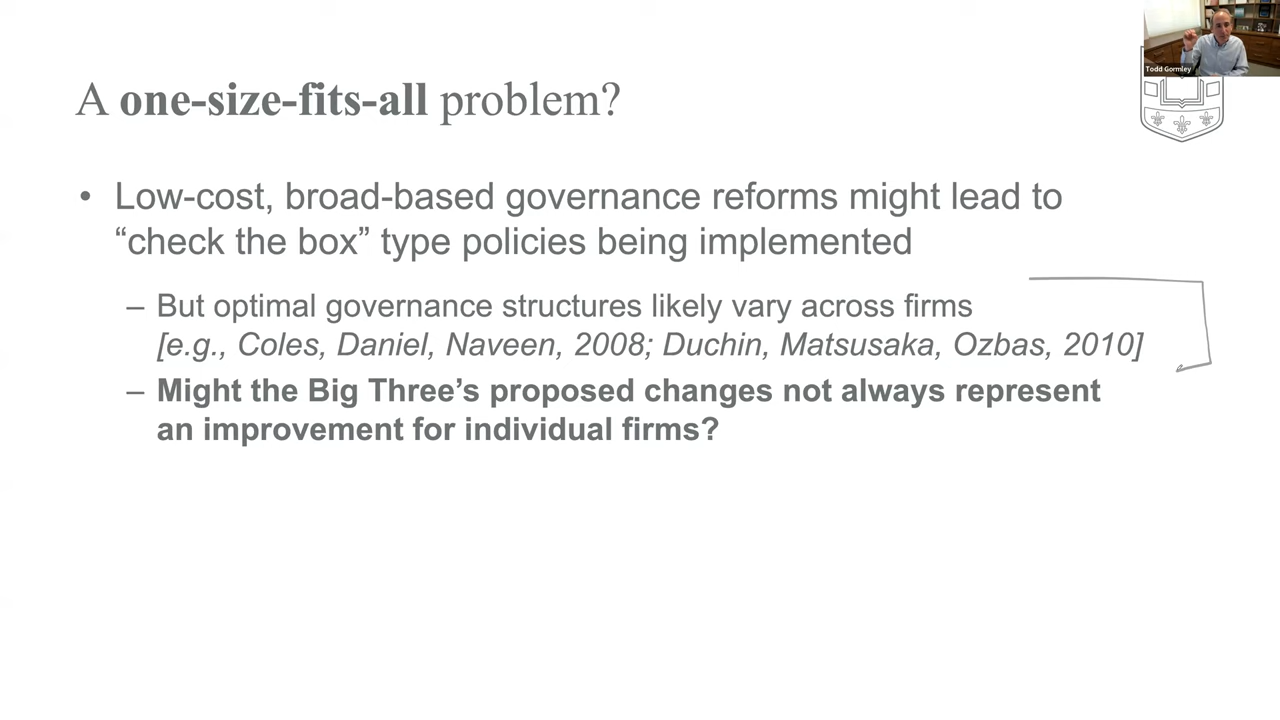 Todd Gormley
A one-size-fits-all problem?
• Low-cost, broad-based governance reforms might lead to
“check the box” type policies being implemented
– But optimal governance structures likely vary across firms
[e.g., Coles, Daniel, Naveen, 2008; Duchin, Matsusaka, Ozbas, 2010]
– Might the Big Three’s proposed changes not always represent
an improvement for individual firms?